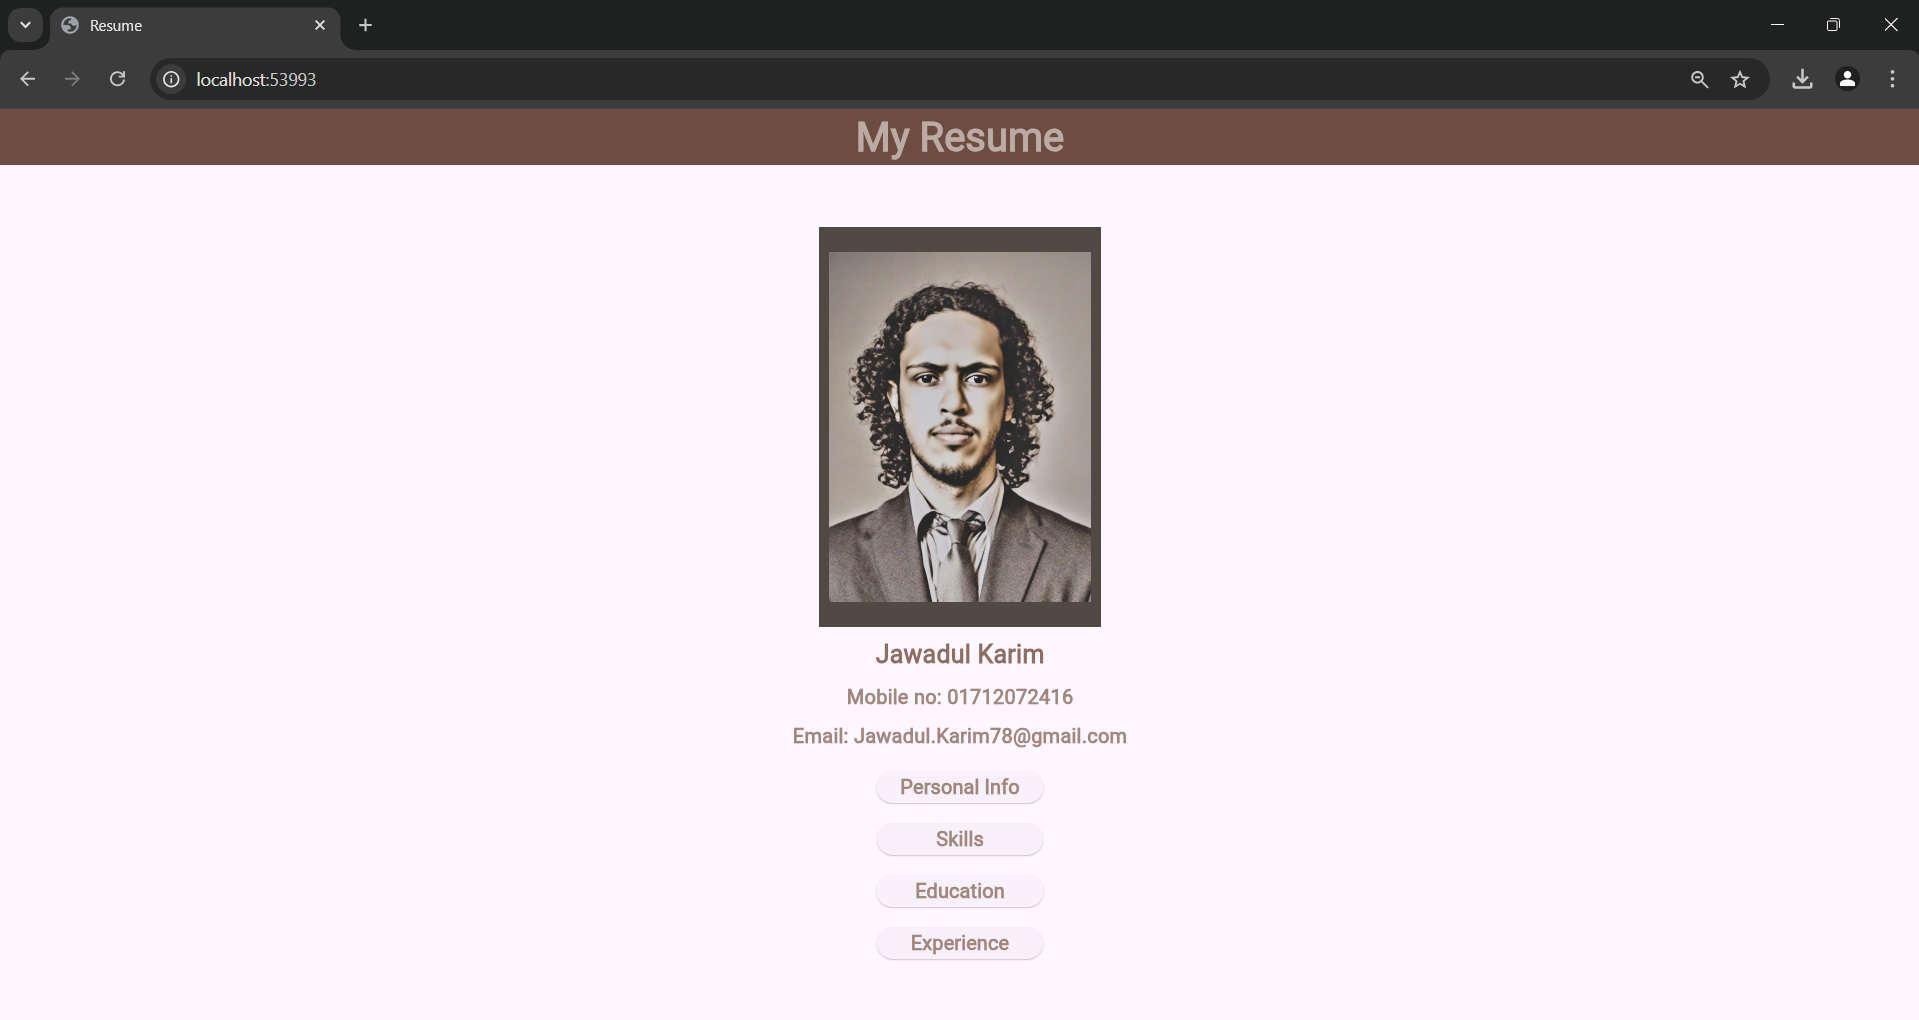 Resume
localhost:53993
My Resume
Jawadul Karim
Mobile no: 01712072416
Email: Jawadul.Karim78@gmail.com
Personal Info
Skills
Education
Experience